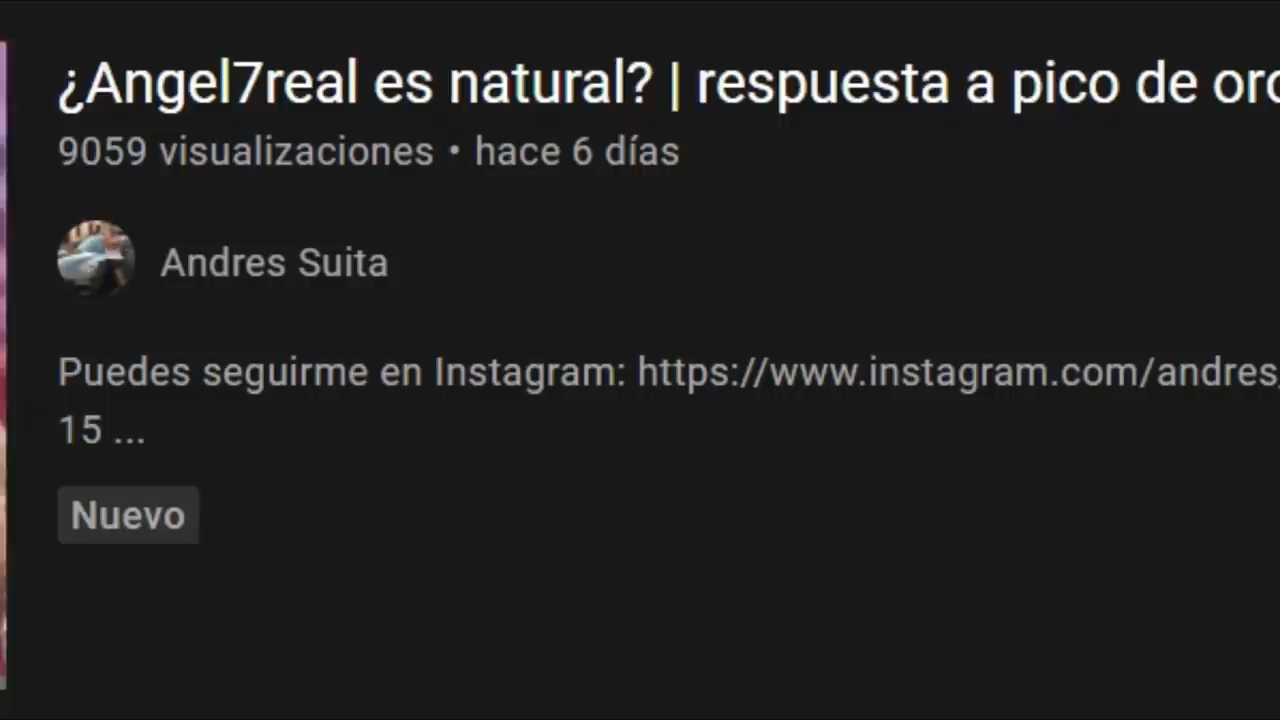 ¿Angel7real es natural? | respuesta a pico de oro
9059 visualizaciones • hace 6 días
Andres Suita
Puedes seguirme en Instagram: https://www.instagram.com/andres_
15 ...
Nuevo